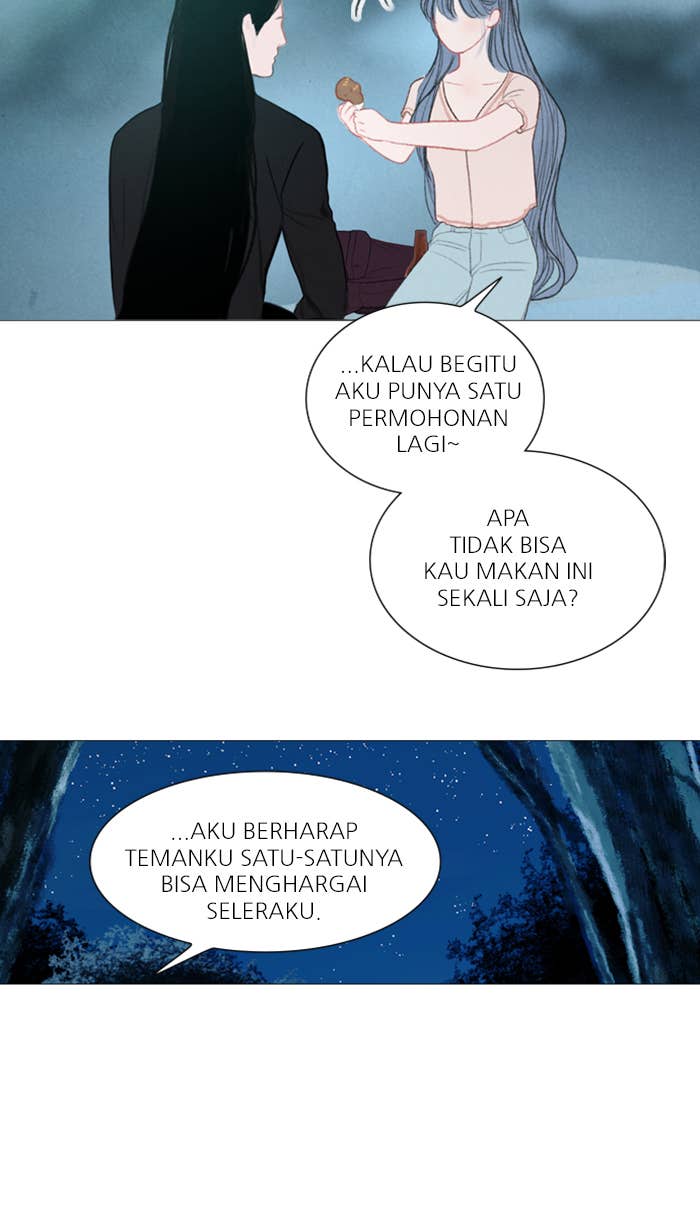 ...KALAU BEGITU
AKU PUNYA SATU
PERMOHONAN
LAGI~
APA
TIDAK BISA
KAU MAKAN INI
SEKALI SAJA?
...AKU BERHARAP
TEMANKU SATU-SATUNYA
BISA MENGHARGAI
SELERAKU.